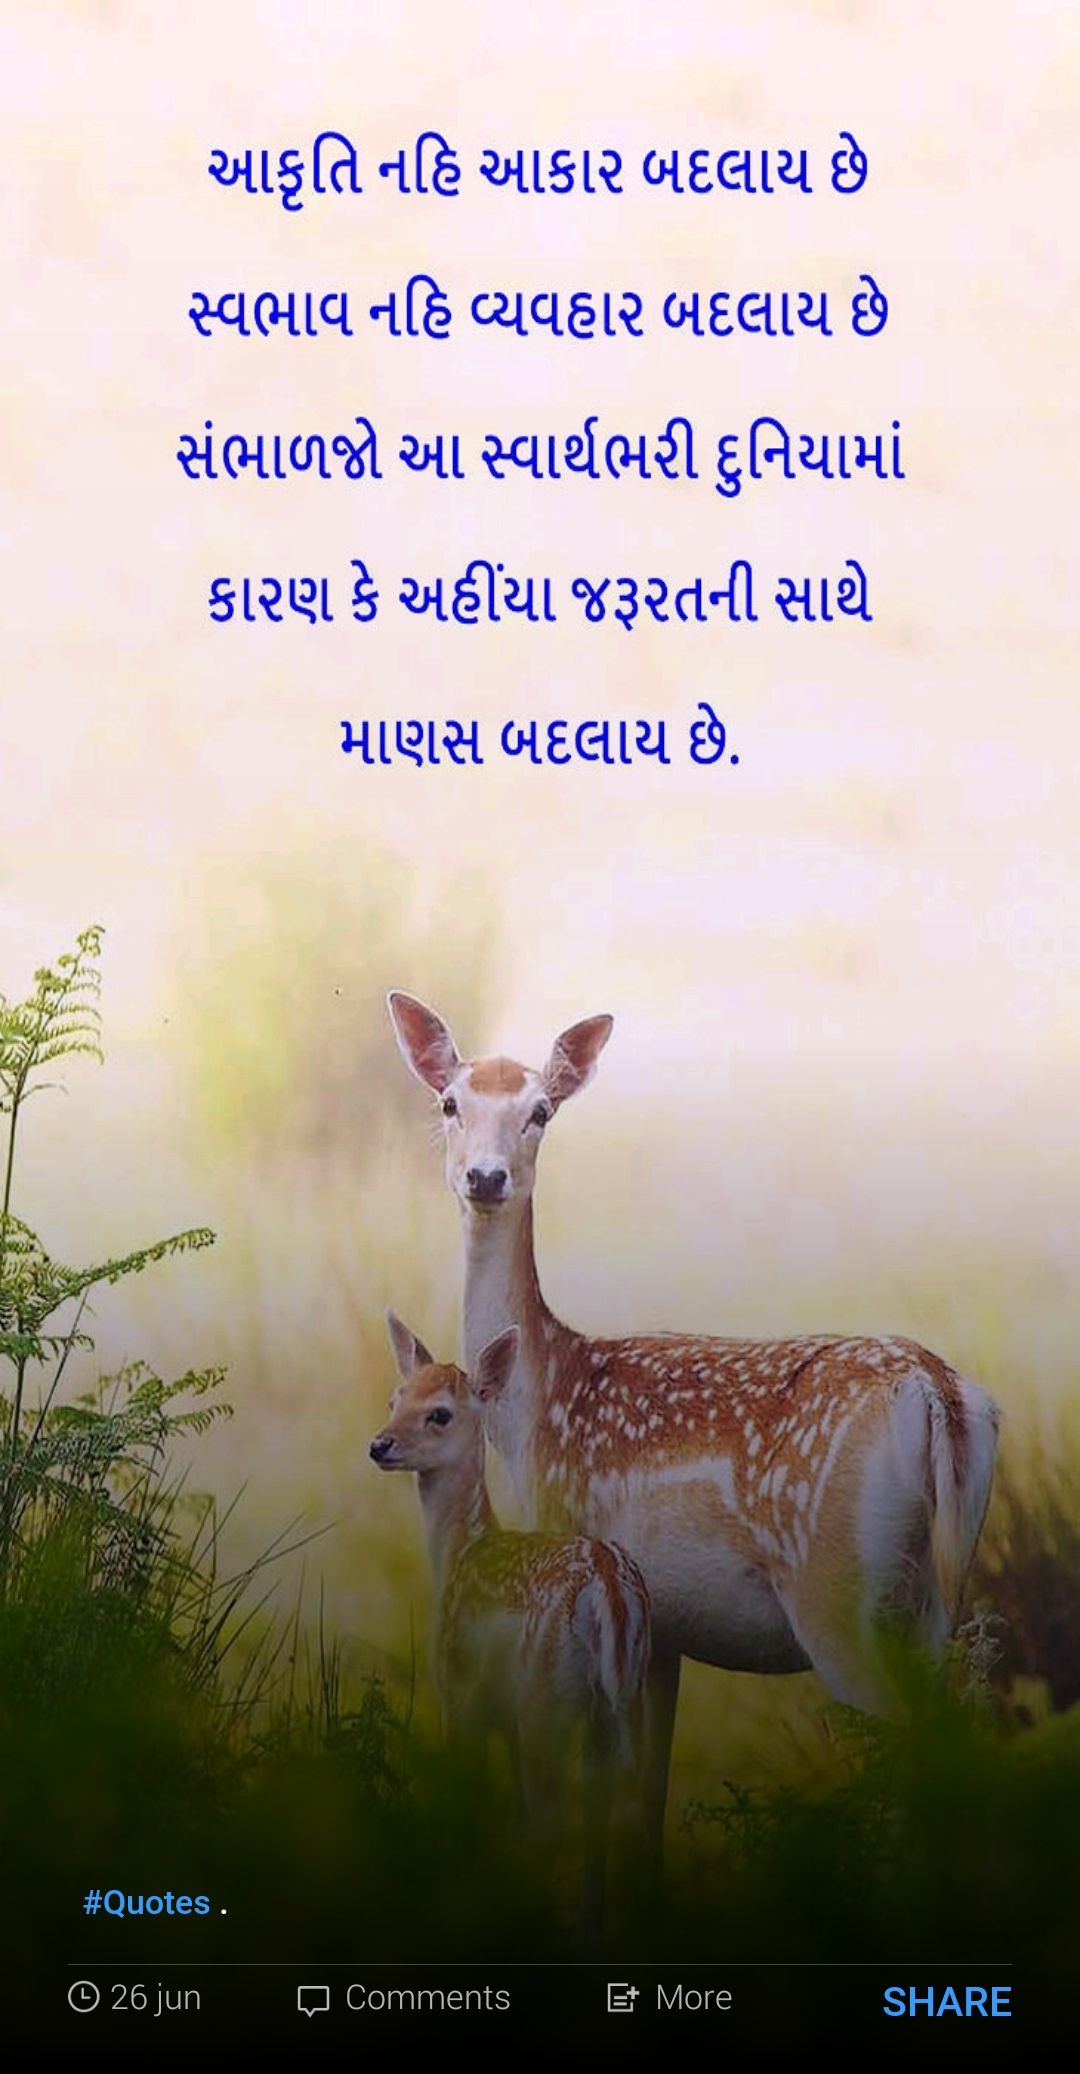 આકૃતિ નહિ આકાર બદલાય છે
સ્વભાવ નહિ વ્યવહાર બદલાય છે
સંભાળજો આ સ્વાર્થભરી દુનિયામાં
કારણ કે અહીંયા જરૂરતની સાથે
માણસ બદલાય છે.
#Quotes .
26 jun Comments More SHARE